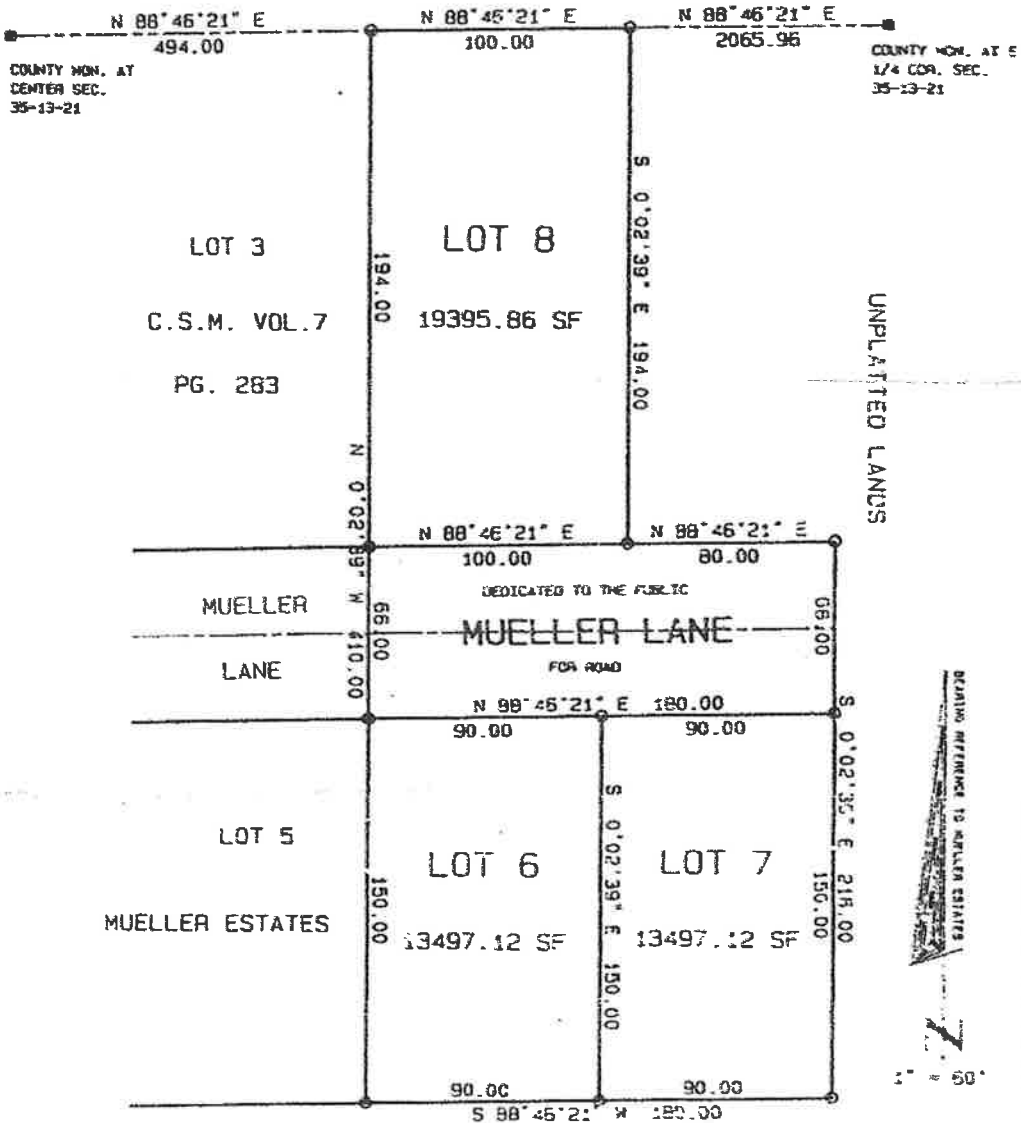 N 88°46'21" E
494.00
N 88°46'21" E
100.00
N 88°46'21" E
2065.96
COUNTY MON. AT
CENTER SEC.
35-13-21
COUNTY MON. AT E
1/4 COR. SEC.
35-13-21
LOT 3
C.S.M. VOL.7
PG. 283
194.00
LOT 8
19395.86 SF
S 0°02'39" E 194.00
UNPLATTED LANDS
N 0°02'39" W 410.00
N 88°46'21" E
100.00
N 88°46'21" E
80.00
MUELLER
LANE
66.00
DEDICATED TO THE PUBLIC
MUELLER LANE
FOR ROAD
66.00
N 88°46'21" E 180.00
90.00
90.00
LOT 5
MUELLER ESTATES
150.00
LOT 6
13497.12 SF
S 0°02'39" E 150.00
LOT 7
13497.12 SF
150.00
S 0°02'39" E 216.00
90.00
90.00
S 88°46'21" W 180.00
BEARING REFERENCE TO MUELLER ESTATES
1" = 60'